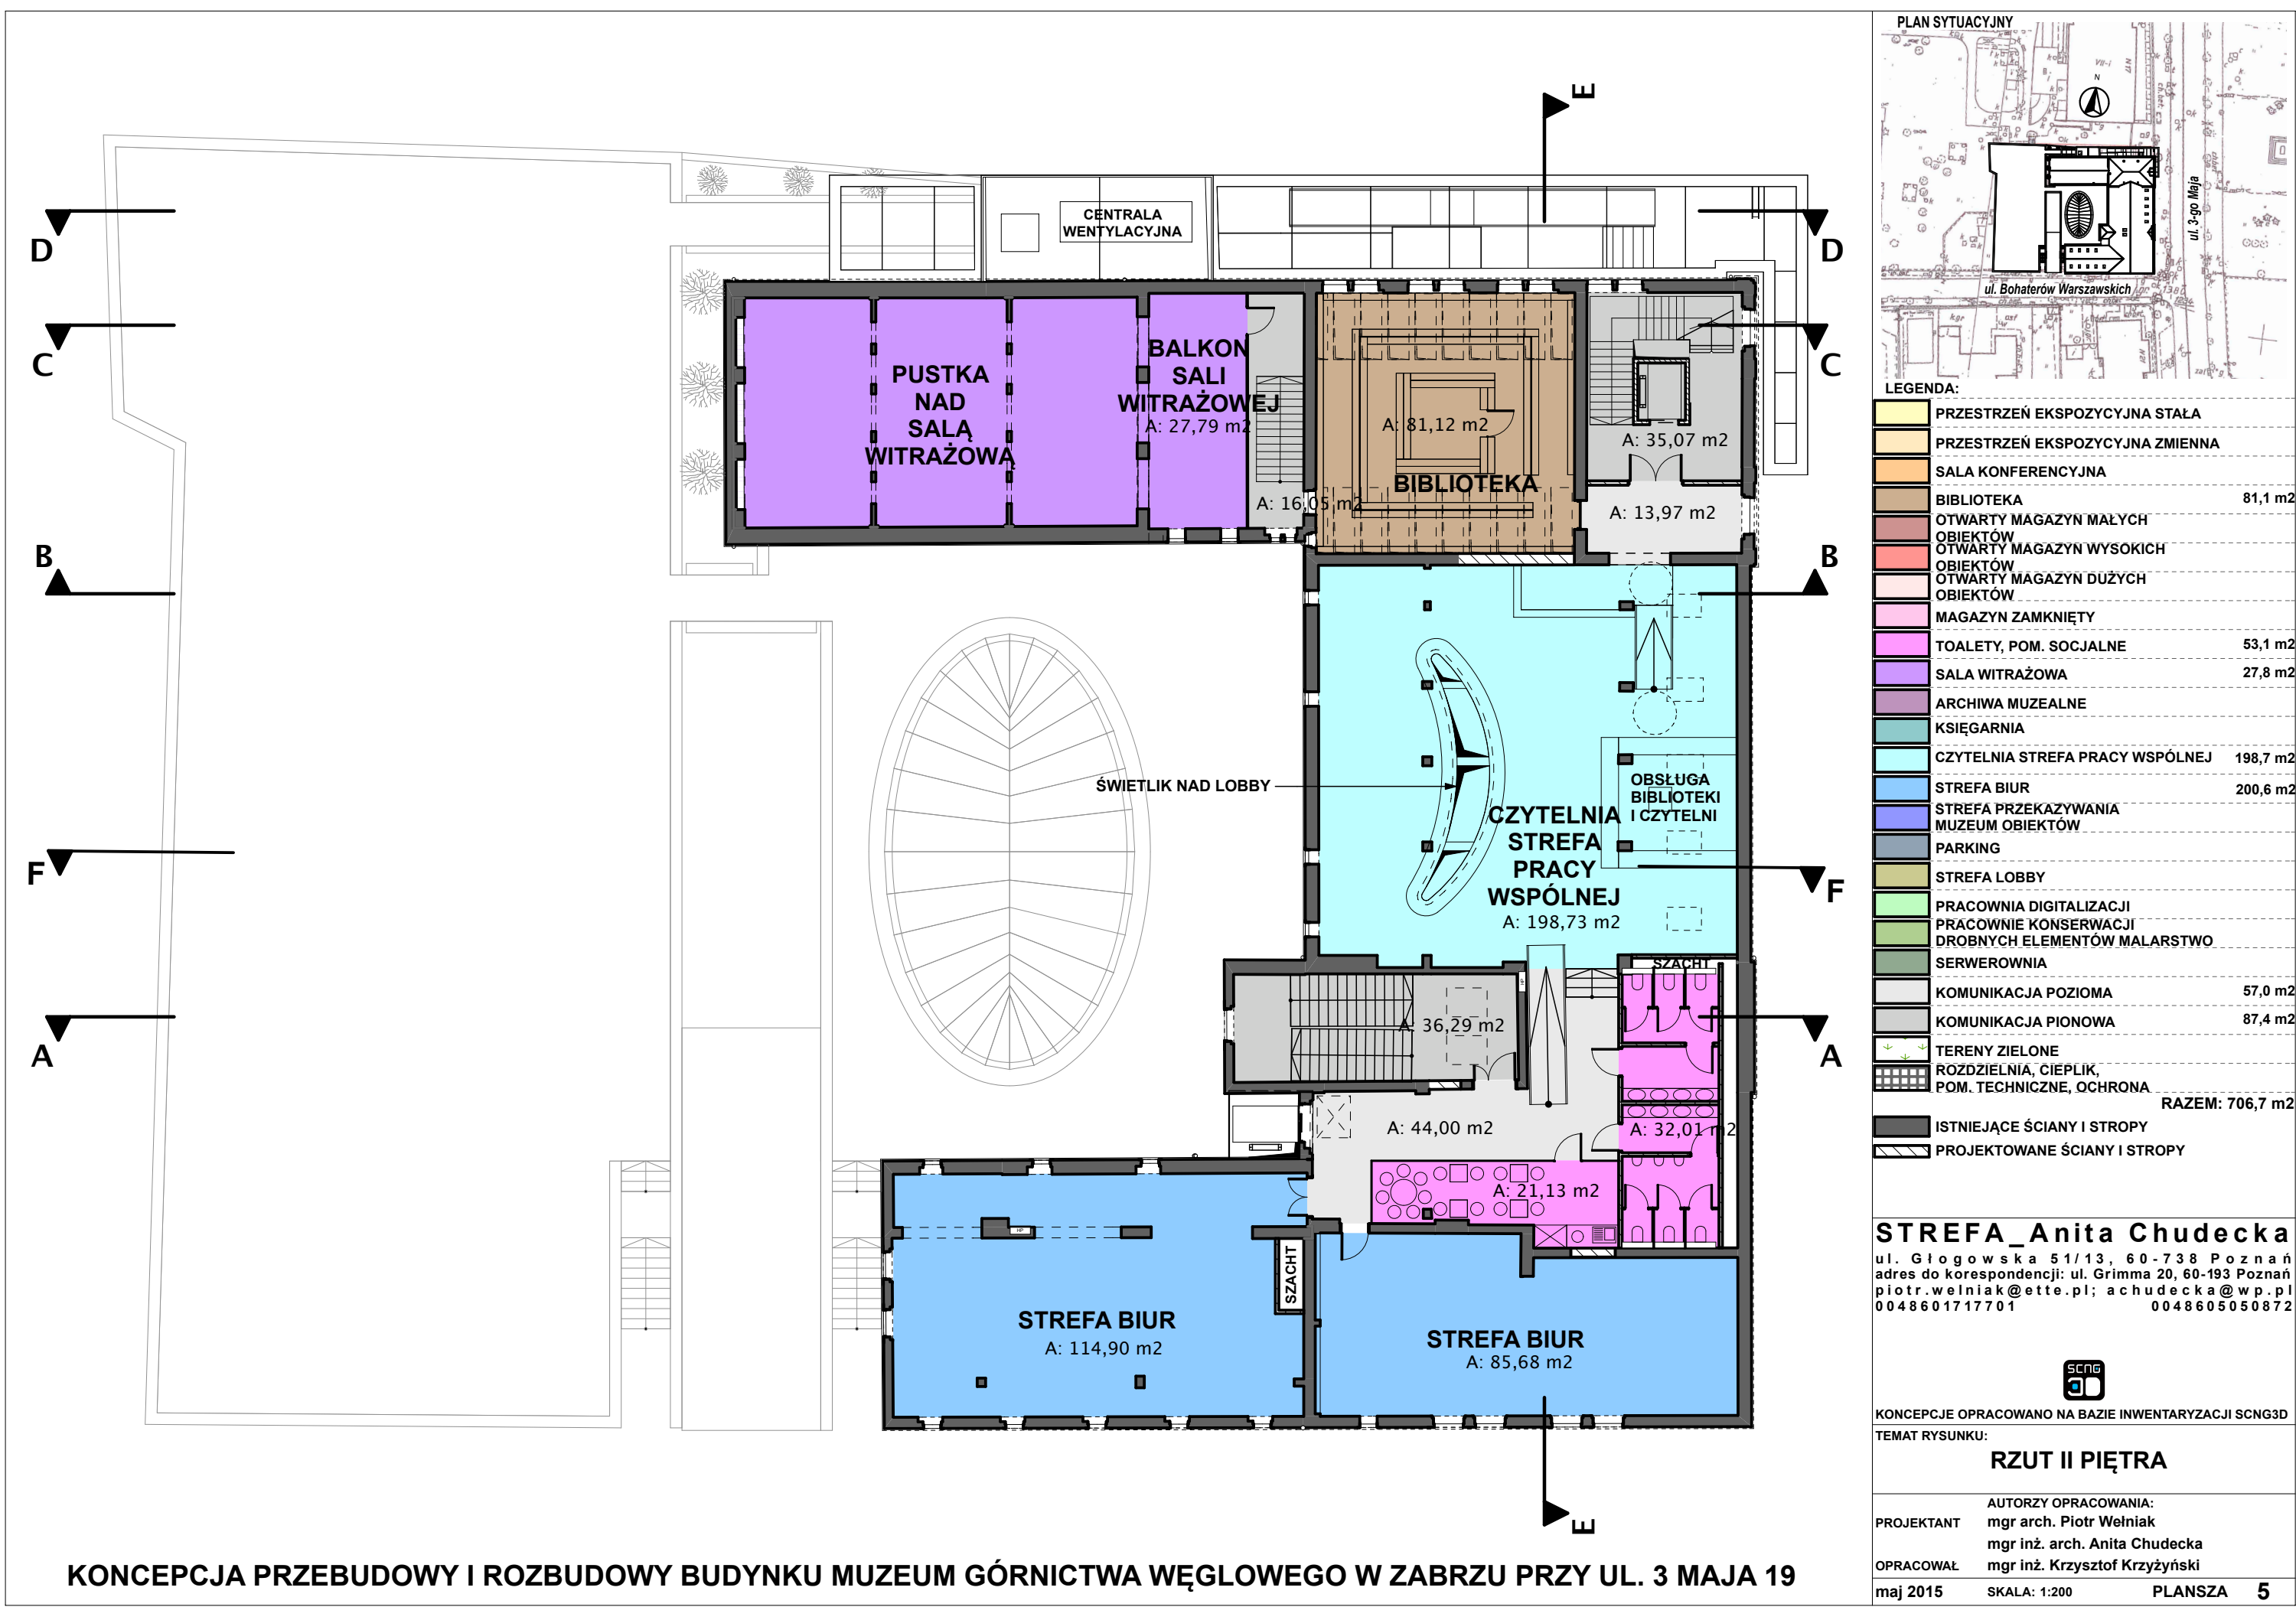 PLAN SYTUACYJNY
N
ul. 3-go Maja
ul. Bohaterów Warszawskich
E
D
D
C
C
B
B
F
F
A
A
E
CENTRALA
WENTYLACYJNA
PUSTKA
NAD
SALĄ
WITRAŻOWĄ
BALKON
SALI
WITRAŻOWEJ
A: 27,79 m2
A: 16,05 m2
A: 81,12 m2
BIBLIOTEKA
A: 35,07 m2
A: 13,97 m2
ŚWIETLIK NAD LOBBY
OBSŁUGA
BIBLIOTEKI
I CZYTELNI
CZYTELNIA
STREFA
PRACY
WSPÓLNEJ
A: 198,73 m2
SZACHT
HP
A: 36,29 m2
A: 44,00 m2
A: 32,01 m2
A: 21,13 m2
HP
SZACHT
STREFA BIUR
A: 114,90 m2
STREFA BIUR
A: 85,68 m2
KONCEPCJA PRZEBUDOWY I ROZBUDOWY BUDYNKU MUZEUM GÓRNICTWA WĘGLOWEGO W ZABRZU PRZY UL. 3 MAJA 19
LEGENDA:
PRZESTRZEŃ EKSPOZYCYJNA STAŁA
PRZESTRZEŃ EKSPOZYCYJNA ZMIENNA
SALA KONFERENCYJNA
BIBLIOTEKA 81,1 m2
OTWARTY MAGAZYN MAŁYCH
OBIEKTÓW
OTWARTY MAGAZYN WYSOKICH
OBIEKTÓW
OTWARTY MAGAZYN DUŻYCH
OBIEKTÓW
MAGAZYN ZAMKNIĘTY
TOALETY, POM. SOCJALNE 53,1 m2
SALA WITRAŻOWA 27,8 m2
ARCHIWA MUZEALNE
KSIĘGARNIA
CZYTELNIA STREFA PRACY WSPÓLNEJ 198,7 m2
STREFA BIUR 200,6 m2
STREFA PRZEKAZYWANIA
MUZEUM OBIEKTÓW
PARKING
STREFA LOBBY
PRACOWNIA DIGITALIZACJI
PRACOWNIE KONSERWACJI
DROBNYCH ELEMENTÓW MALARSTWO
SERWEROWNIA
KOMUNIKACJA POZIOMA 57,0 m2
KOMUNIKACJA PIONOWA 87,4 m2
TERENY ZIELONE
ROZDZIELNIA, CIEPLIK,
POM. TECHNICZNE, OCHRONA
RAZEM: 706,7 m2
ISTNIEJĄCE ŚCIANY I STROPY
PROJEKTOWANE ŚCIANY I STROPY
STREFA_Anita Chudecka
ul. Głogowska 51/13, 60-738 Poznań
adres do korespondencji: ul. Grimma 20, 60-193 Poznań
piotr.welniak@ette.pl; achudecka@wp.pl
0048601717701 0048605050872
SCNG
3D
KONCEPCJE OPRACOWANO NA BAZIE INWENTARYZACJI SCNG3D
TEMAT RYSUNKU:
RZUT II PIĘTRA
AUTORZY OPRACOWANIA:
PROJEKTANT mgr arch. Piotr Wełniak
mgr inż. arch. Anita Chudecka
OPRACOWAŁ mgr inż. Krzysztof Krzyżyński
maj 2015 SKALA: 1:200 PLANSZA 5